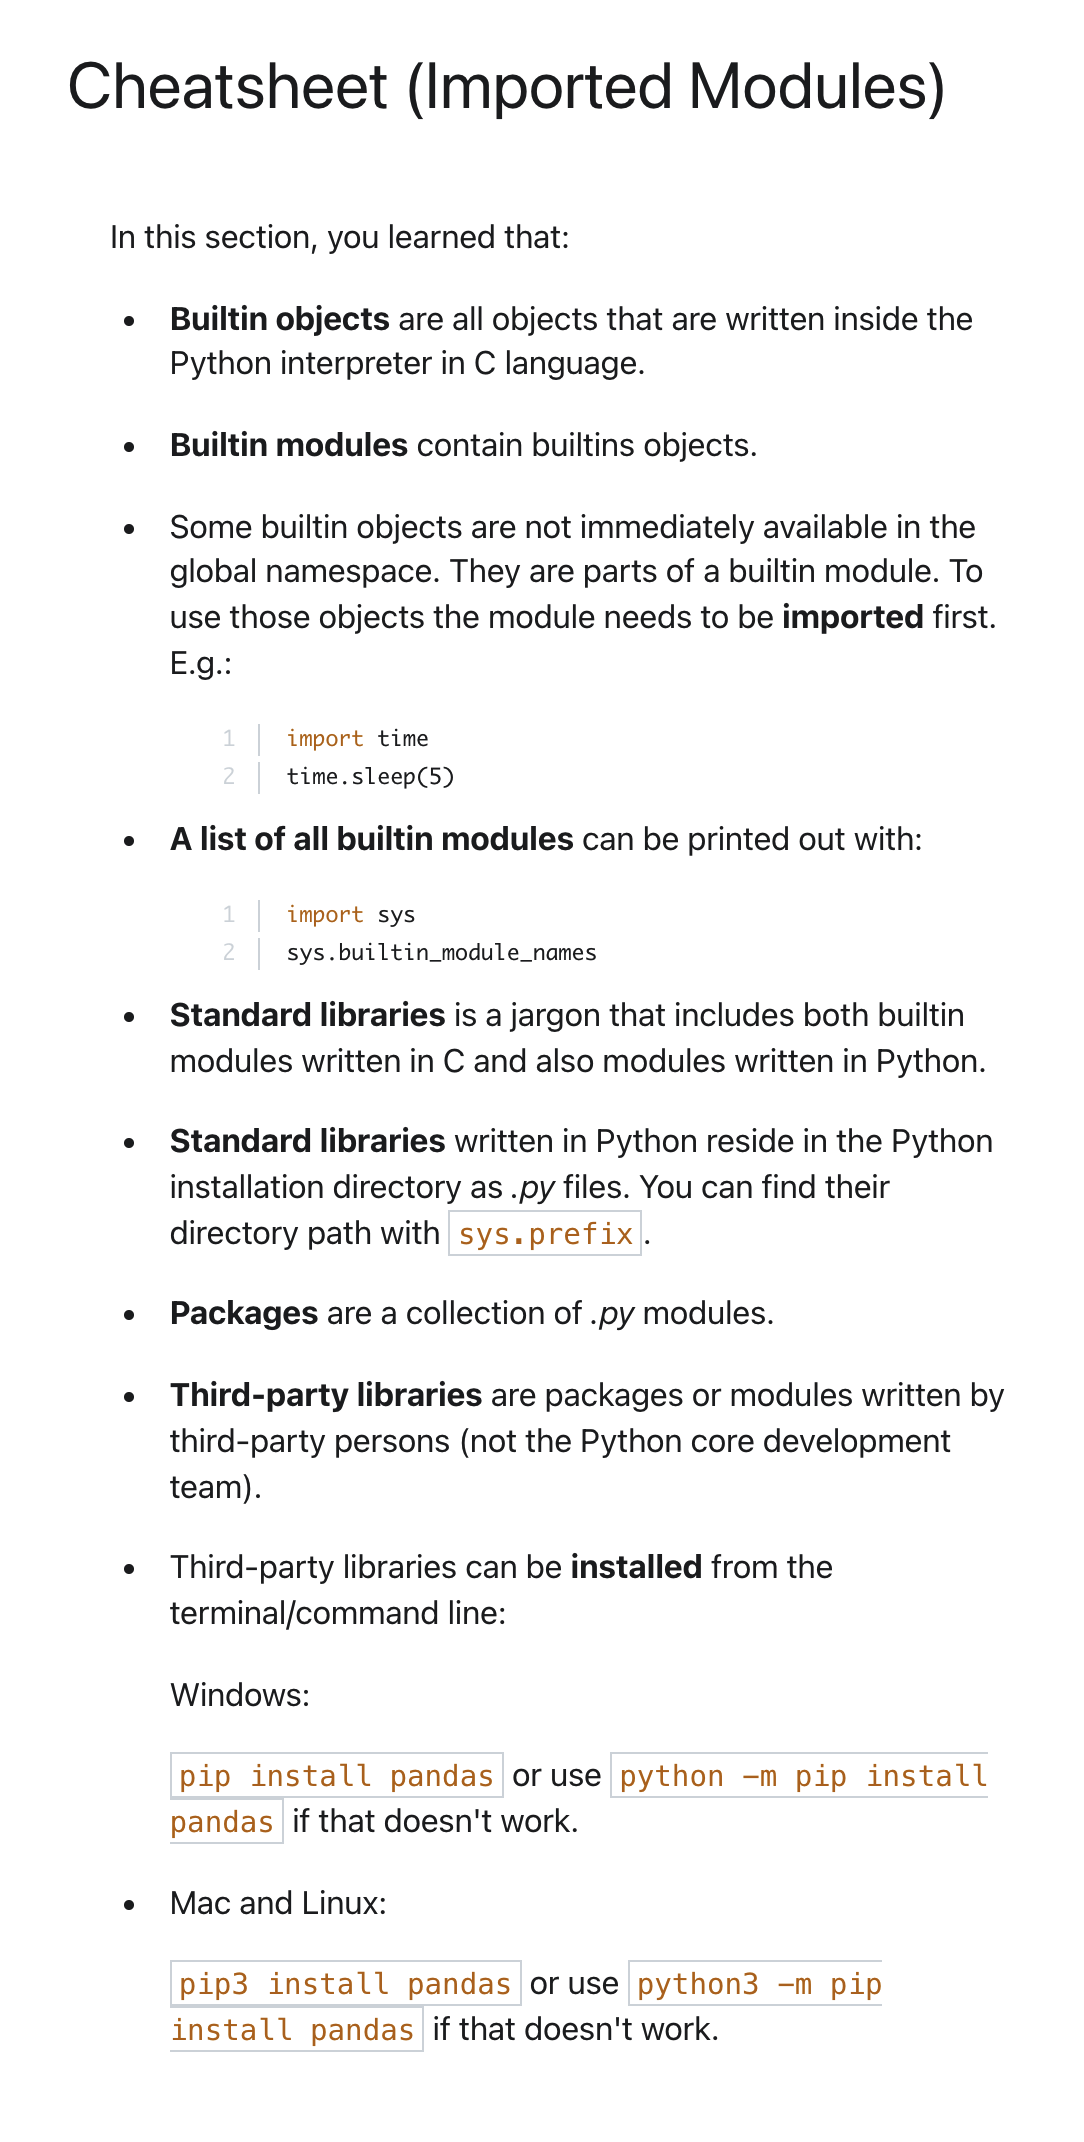 Cheatsheet (Imported Modules)
In this section, you learned that:
• Builtin objects are all objects that are written inside the
Python interpreter in C language.
• Builtin modules contain builtins objects.
• Some builtin objects are not immediately available in the
global namespace. They are parts of a builtin module. To
use those objects the module needs to be imported first.
E.g.:
1 import time
2 time.sleep(5)
• A list of all builtin modules can be printed out with:
1 import sys
2 sys.builtin_module_names
• Standard libraries is a jargon that includes both builtin
modules written in C and also modules written in Python.
• Standard libraries written in Python reside in the Python
installation directory as .py files. You can find their
directory path with sys.prefix.
• Packages are a collection of .py modules.
• Third-party libraries are packages or modules written by
third-party persons (not the Python core development
team).
• Third-party libraries can be installed from the
terminal/command line:
Windows:
pip install pandas or use python -m pip install
pandas if that doesn't work.
• Mac and Linux:
pip3 install pandas or use python3 -m pip
install pandas if that doesn't work.